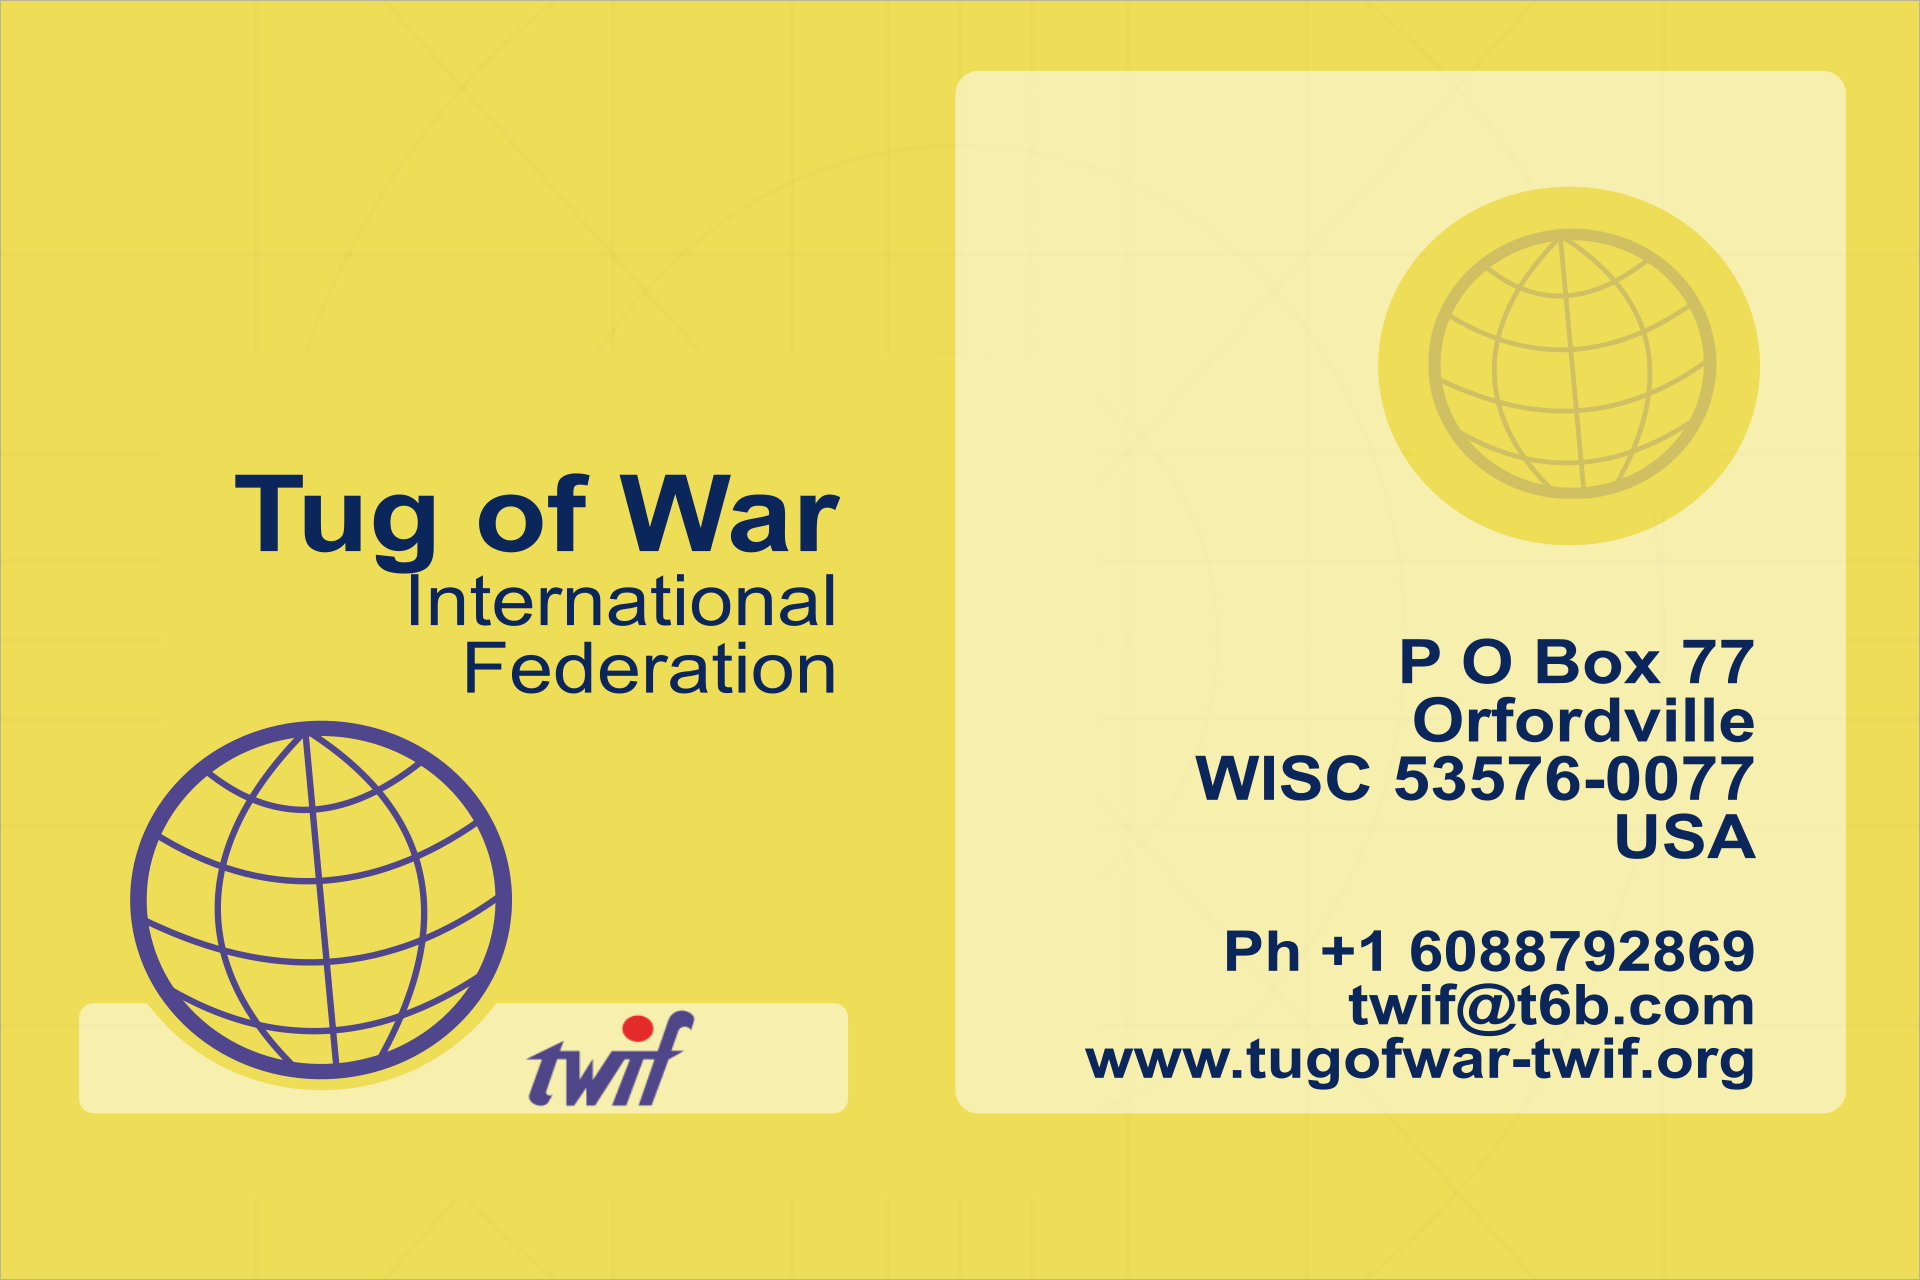 Tug of War
International
Federation
twif
P O Box 77
Orfordville
WISC 53576-0077
USA
Ph +1 6088792869
twif@t6b.com
www.tugofwar-twif.org